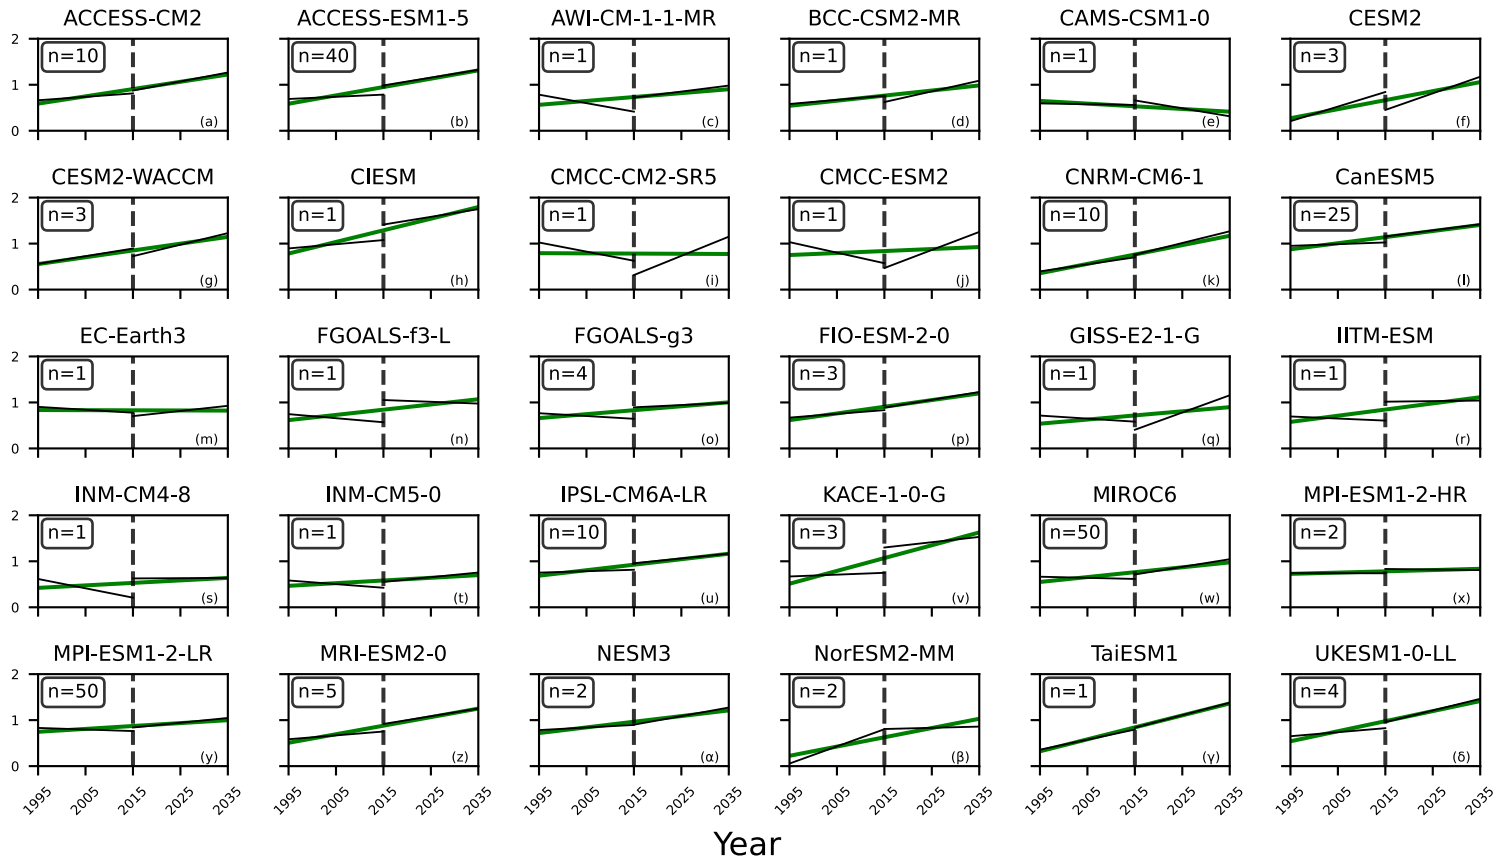 ACCESS-CM2 ACCESS-ESM1-5 AWI-CM-1-1-MR BCC-CSM2-MR CAMS-CSM1-0 CESM2
2
n=10 n=40 n=1 n=1 n=1 n=3
1
0
(a) (b) (c) (d) (e) (f)
CESM2-WACCM CIESM CMCC-CM2-SR5 CMCC-ESM2 CNRM-CM6-1 CanESM5
2
n=3 n=1 n=1 n=1 n=10 n=25
1
0
(g) (h) (i) (j) (k) (l)
EC-Earth3 FGOALS-f3-L FGOALS-g3 FIO-ESM-2-0 GISS-E2-1-G IITM-ESM
2
n=1 n=1 n=4 n=3 n=1 n=1
1
0
(m) (n) (o) (p) (q) (r)
INM-CM4-8 INM-CM5-0 IPSL-CM6A-LR KACE-1-0-G MIROC6 MPI-ESM1-2-HR
2
n=1 n=1 n=10 n=3 n=50 n=2
1
0
(s) (t) (u) (v) (w) (x)
MPI-ESM1-2-LR MRI-ESM2-0 NESM3 NorESM2-MM TaiESM1 UKESM1-0-LL
2
n=50 n=5 n=2 n=2 n=1 n=4
1
0
(y) (z) (α) (β) (γ) (δ)
1995 2005 2015 2025 2035 1995 2005 2015 2025 2035 1995 2005 2015 2025 2035 1995 2005 2015 2025 2035 1995 2005 2015 2025 2035 1995 2005 2015 2025 2035
Year